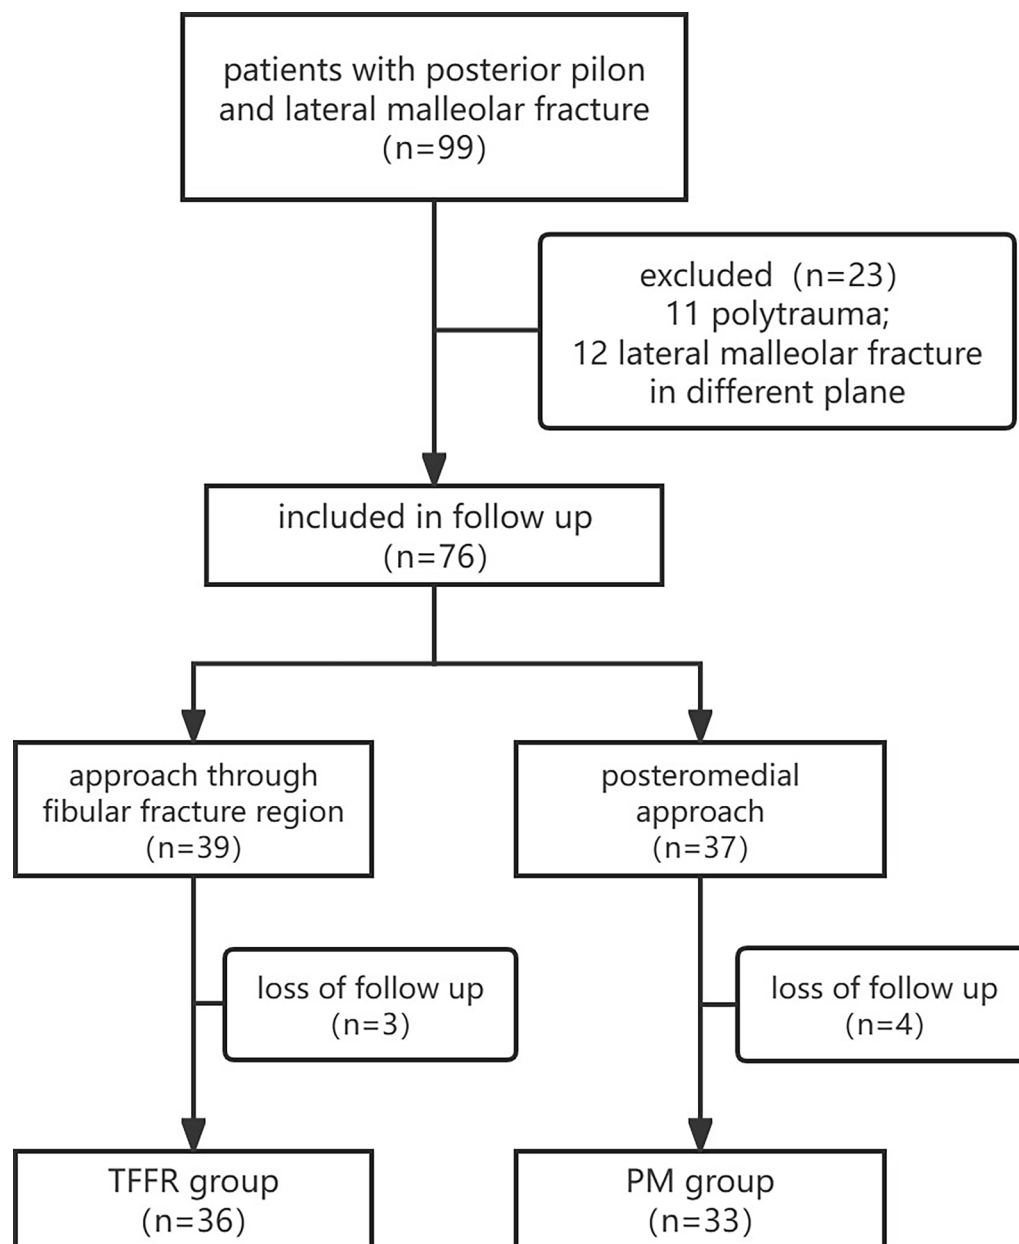 patients with posterior pilon
and lateral malleolar fracture
(n=99)
excluded (n=23)
11 polytrauma;
12 lateral malleolar fracture
in different plane
included in follow up
(n=76)
approach through
fibular fracture region
(n=39)
posteromedial
approach
(n=37)
loss of follow up
(n=3)
loss of follow up
(n=4)
TFFR group
(n=36)
PM group
(n=33)